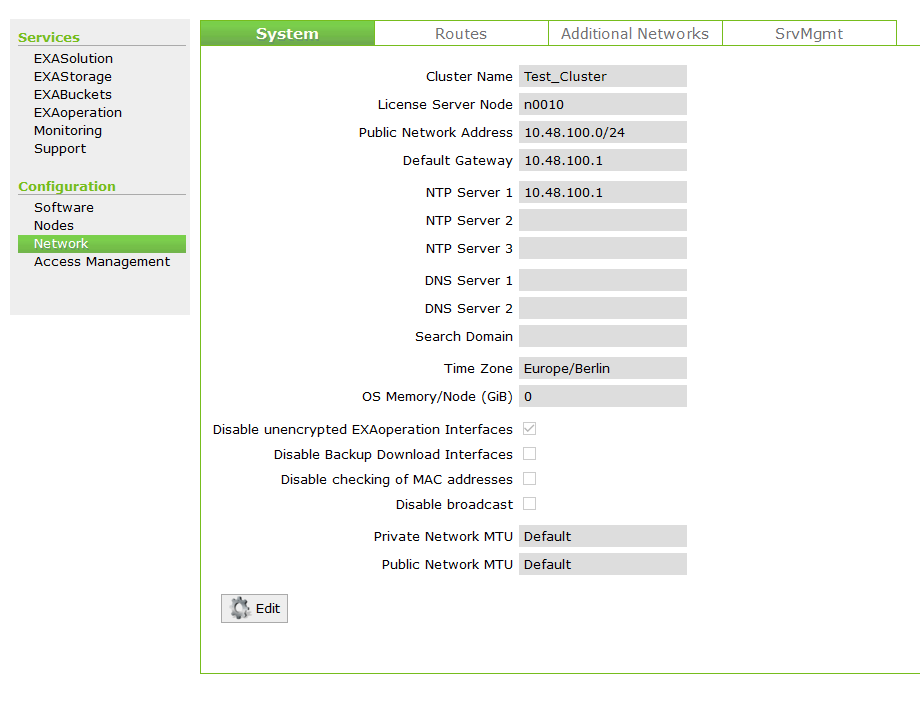 Services
EXASolution
EXAStorage
EXABuckets
EXAoperation
Monitoring
Support
Configuration
Software
Nodes
Network
Access Management
System Routes Additional Networks SrvMgmt
Cluster Name Test_Cluster
License Server Node n0010
Public Network Address 10.48.100.0/24
Default Gateway 10.48.100.1
NTP Server 1 10.48.100.1
NTP Server 2
NTP Server 3
DNS Server 1
DNS Server 2
Search Domain
Time Zone Europe/Berlin
OS Memory/Node (GiB) 0
Disable unencrypted EXAoperation Interfaces
Disable Backup Download Interfaces
Disable checking of MAC addresses
Disable broadcast
Private Network MTU Default
Public Network MTU Default
Edit